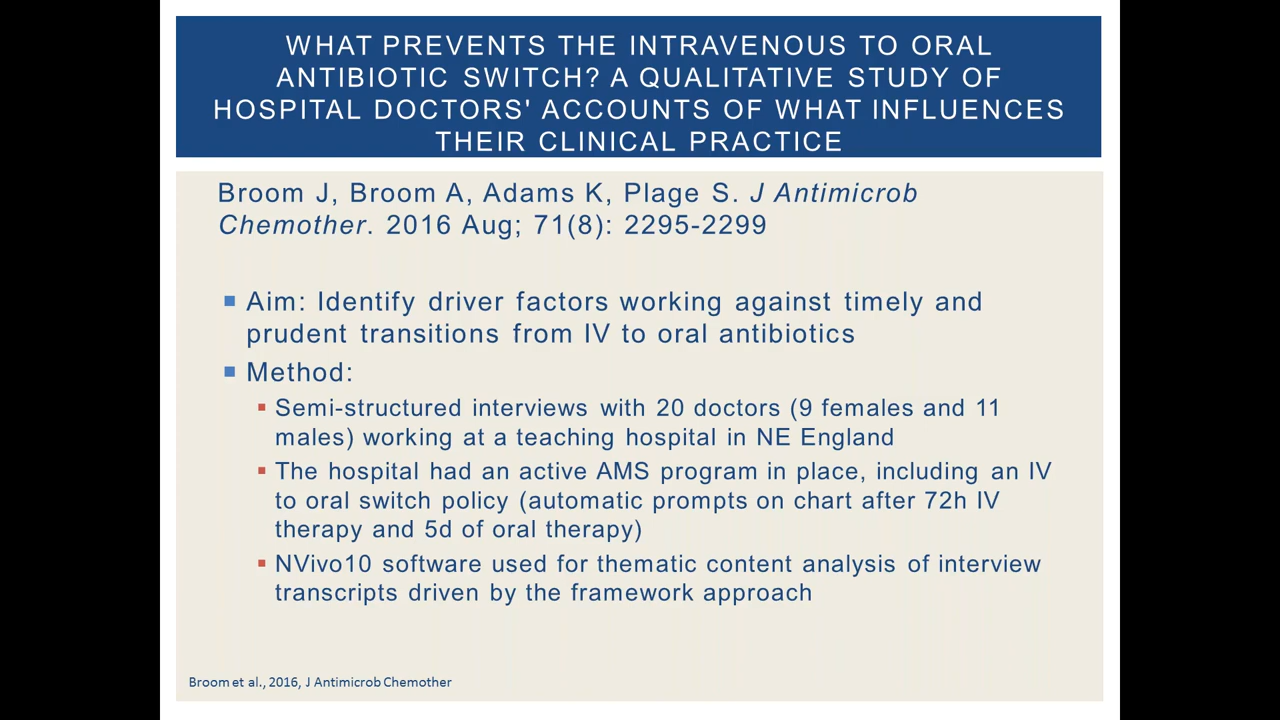 WHAT PREVENTS THE INTRAVENOUS TO ORAL
ANTIBIOTIC SWITCH? A QUALITATIVE STUDY OF
HOSPITAL DOCTORS' ACCOUNTS OF WHAT INFLUENCES
THEIR CLINICAL PRACTICE
Broom J, Broom A, Adams K, Plage S. J Antimicrob
Chemother. 2016 Aug; 71(8): 2295-2299
Aim: Identify driver factors working against timely and
prudent transitions from IV to oral antibiotics
Method:
Semi-structured interviews with 20 doctors (9 females and 11
males) working at a teaching hospital in NE England
The hospital had an active AMS program in place, including an IV
to oral switch policy (automatic prompts on chart after 72h IV
therapy and 5d of oral therapy)
NVivo10 software used for thematic content analysis of interview
transcripts driven by the framework approach
Broom et al., 2016, J Antimicrob Chemother